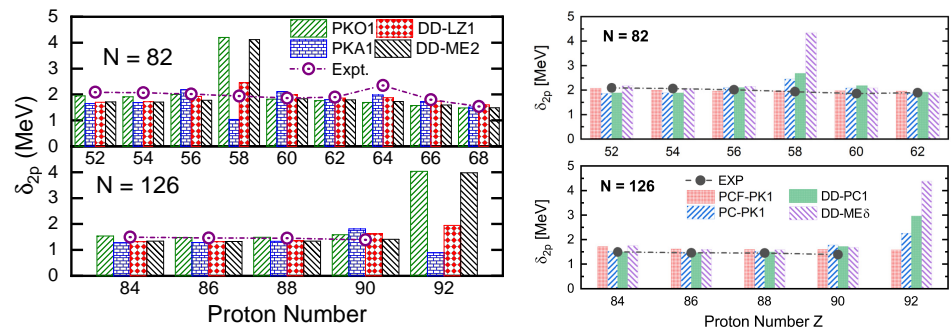 5
4
3
2
1
0
N = 82
PKO1 DD-LZ1
PKA1 DD-ME2
Expt.
52 54 56 58 60 62 64 66 68
δ2p (MeV)
5
4
3
2
1
0
N = 126
84 86 88 90 92
Proton Number
5
4
3
2
1
0
δ2p [MeV]
N = 82
52 54 56 58 60 62
5
4
3
2
1
0
δ2p [MeV]
N = 126
EXP
PCF-PK1 DD-PC1
PC-PK1 DD-MEδ
84 86 88 90 92
Proton Number Z